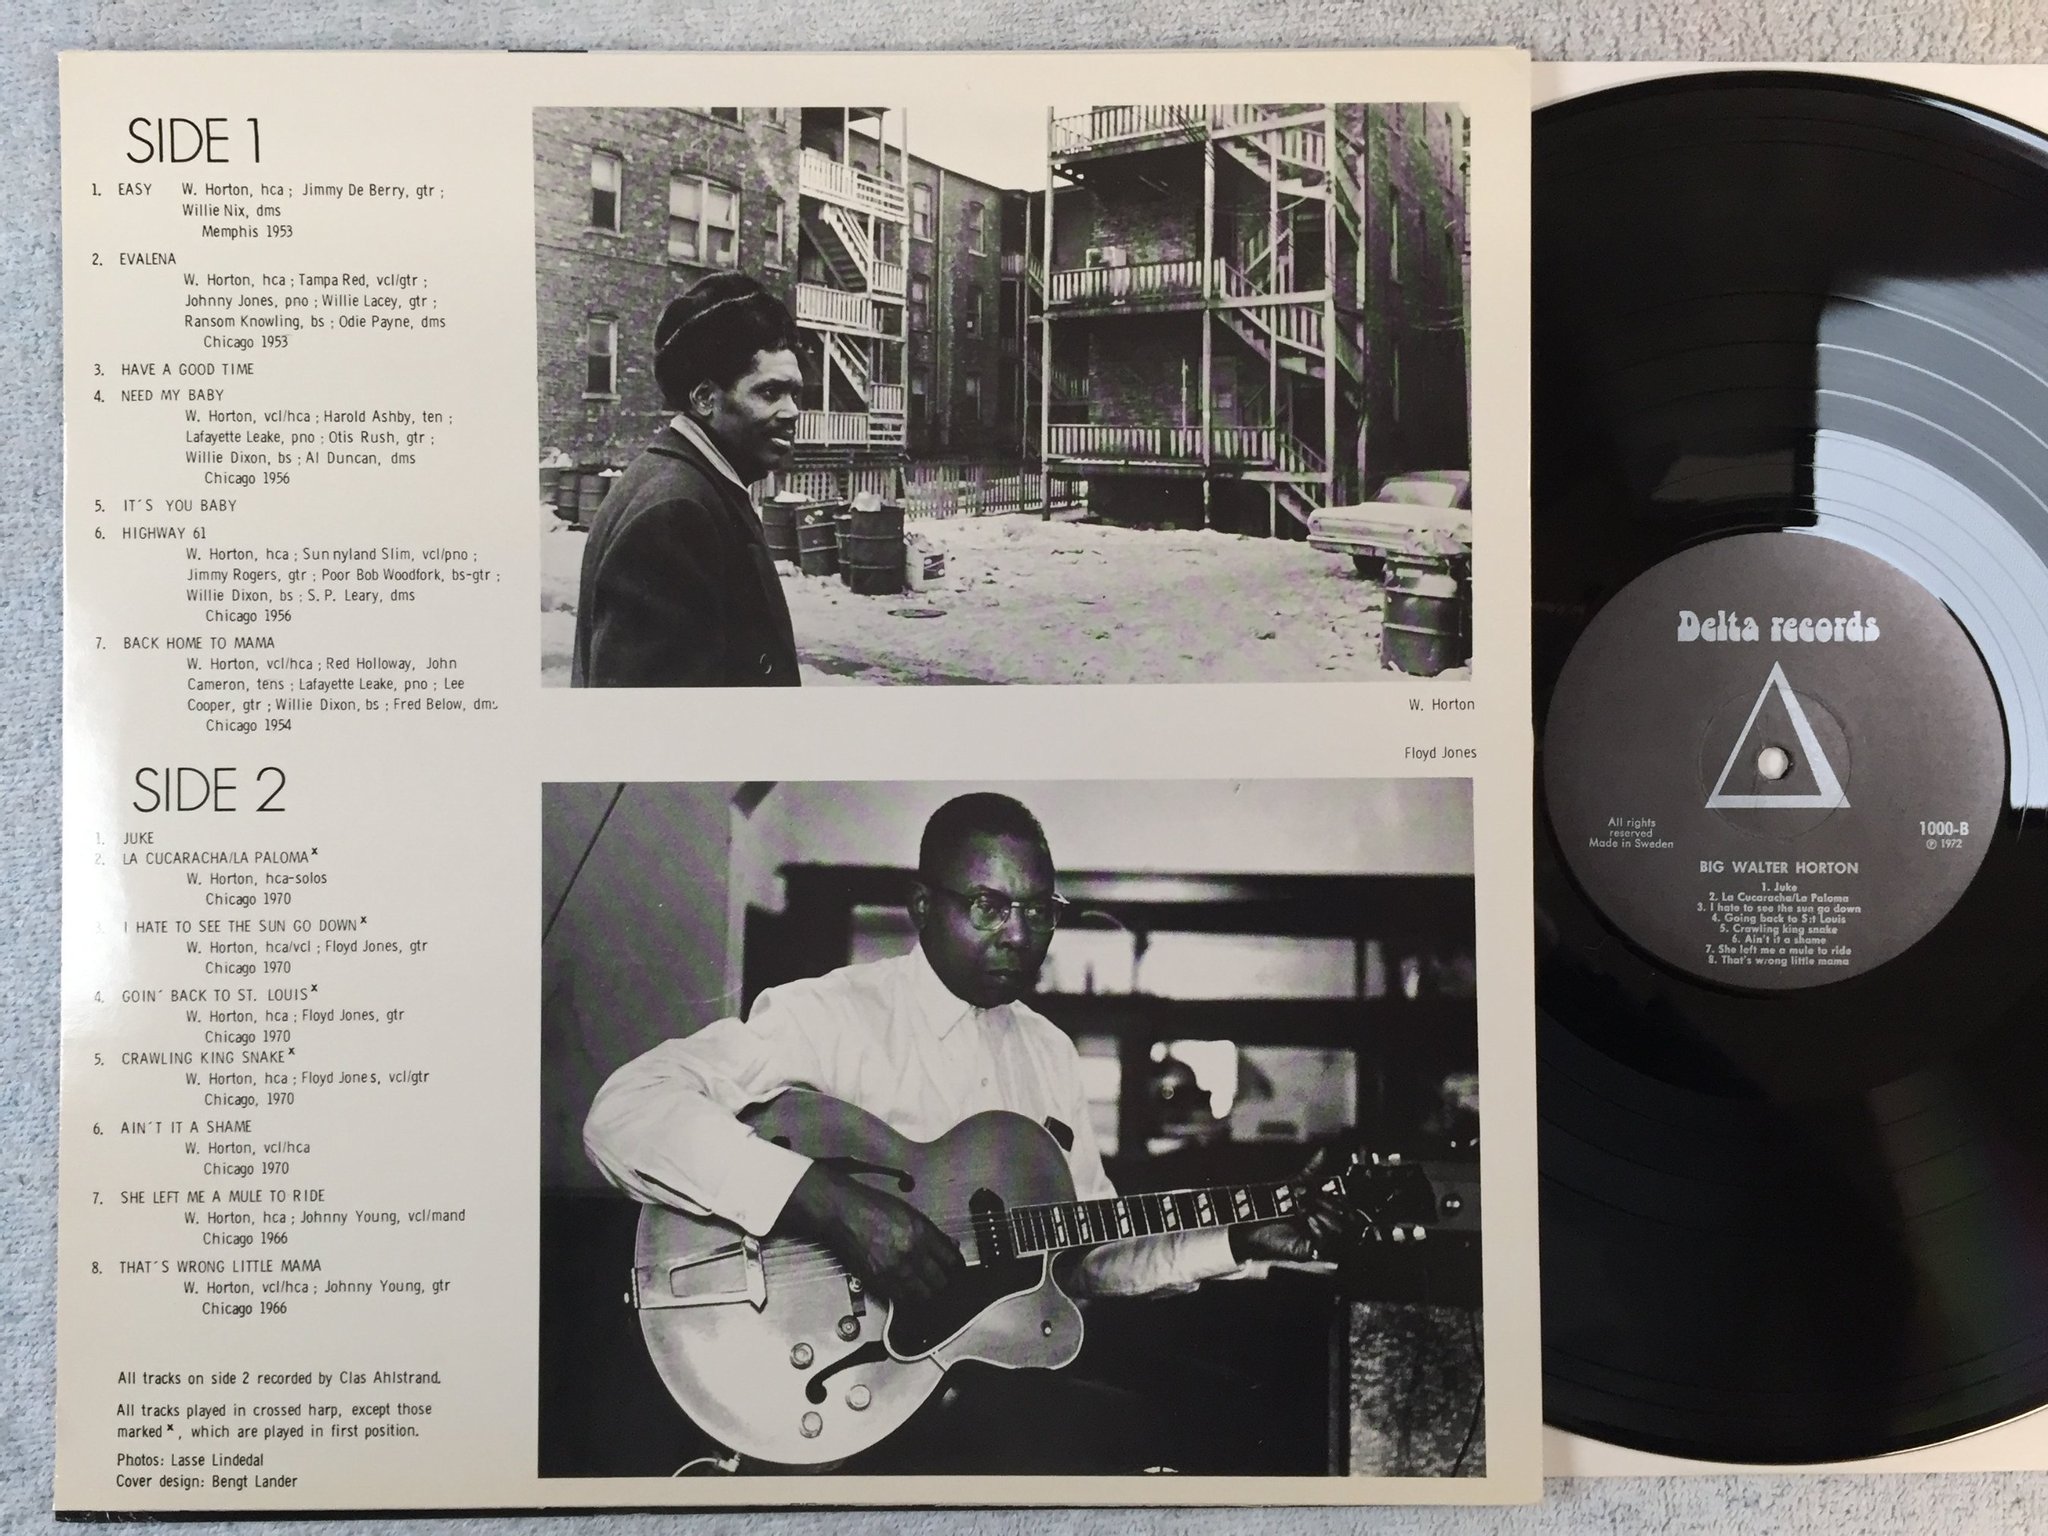 SIDE 1
1. EASY W. Horton, hca ; Jimmy De Berry, gtr ;
Willie Nix, dms
Memphis 1953
2. EVALENA
W. Horton, hca ; Tampa Red, vcl/gtr ;
Johnny Jones, pno ; Willie Lacey, gtr ;
Ransom Knowling, bs ; Odie Payne, dms
Chicago 1953
3. HAVE A GOOD TIME
4. NEED MY BABY
W. Horton, vcl/hca ; Harold Ashby, ten ;
Lafayette Leake, pno ; Otis Rush, gtr ;
Willie Dixon, bs ; Al Duncan, dms
Chicago 1956
5. IT´S YOU BABY
6. HIGHWAY 61
W. Horton, hca ; Sunnyland Slim, vcl/pno ;
Jimmy Rogers, gtr ; Poor Bob Woodfork, bs-gtr ;
Willie Dixon, bs ; S.P. Leary, dms
Chicago 1956
7. BACK HOME TO MAMA
W. Horton, vcl/hca ; Red Holloway, John
Cameron, tens ; Lafayette Leake, pno ; Lee
Cooper, gtr ; Willie Dixon, bs ; Fred Below, dms
Chicago 1954
SIDE 2
1. JUKE
2. LA CUCARACHA/LA PALOMA x
W. Horton, hca-solos
Chicago 1970
3. I HATE TO SEE THE SUN GO DOWN x
W. Horton, hca/vcl ; Floyd Jones, gtr
Chicago 1970
4. GOIN´ BACK TO ST. LOUIS x
W. Horton, hca ; Floyd Jones, gtr
Chicago 1970
5. CRAWLING KING SNAKE x
W. Horton, hca ; Floyd Jones, vcl/gtr
Chicago, 1970
6. AIN´T IT A SHAME
W. Horton, vcl/hca
Chicago 1970
7. SHE LEFT ME A MULE TO RIDE
W. Horton, hca ; Johnny Young, vcl/mand
Chicago 1966
8. THAT´S WRONG LITTLE MAMA
W. Horton, vcl/hca ; Johnny Young, gtr
Chicago 1966
All tracks on side 2 recorded by Clas Ahlstrand.
All tracks played in crossed harp, except those
marked x, which are played in first position.
Photos: Lasse Lindedal
Cover design: Bengt Lander
W. Horton
Floyd Jones
Delta records
All rights
reserved
Made in Sweden
1000-B
℗ 1972
BIG WALTER HORTON
1. Juke
2. La Cucaracha/La Paloma
3. I hate to see the sun go down
4. Going back to S:t Louis
5. Crawling king snake
6. Ain't it a shame
7. She left me a mule to ride
8. That's wrong little mama